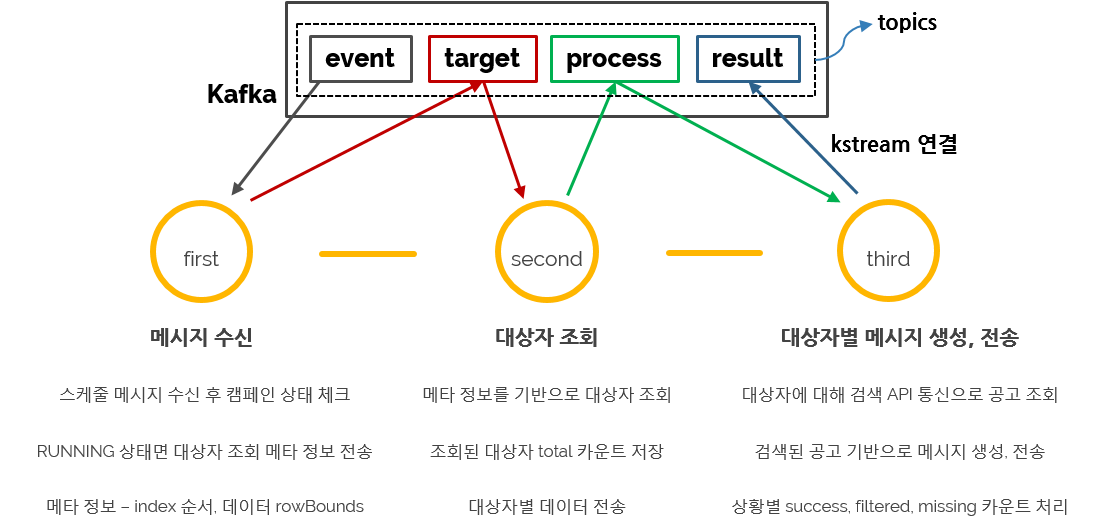 topics
event
target
process
result
Kafka
kstream 연결
first
second
third
메시지 수신
대상자 조회
대상자별 메시지 생성, 전송
스케줄 메시지 수신 후 캠페인 상태 체크
메타 정보를 기반으로 대상자 조회
대상자에 대해 검색 API 통신으로 공고 조회
RUNNING 상태면 대상자 조회 메타 정보 전송
조회된 대상자 total 카운트 저장
검색된 공고 기반으로 메시지 생성, 전송
메타 정보 – index 순서, 데이터 rowBounds
대상자별 데이터 전송
상황별 success, filtered, missing 카운트 처리